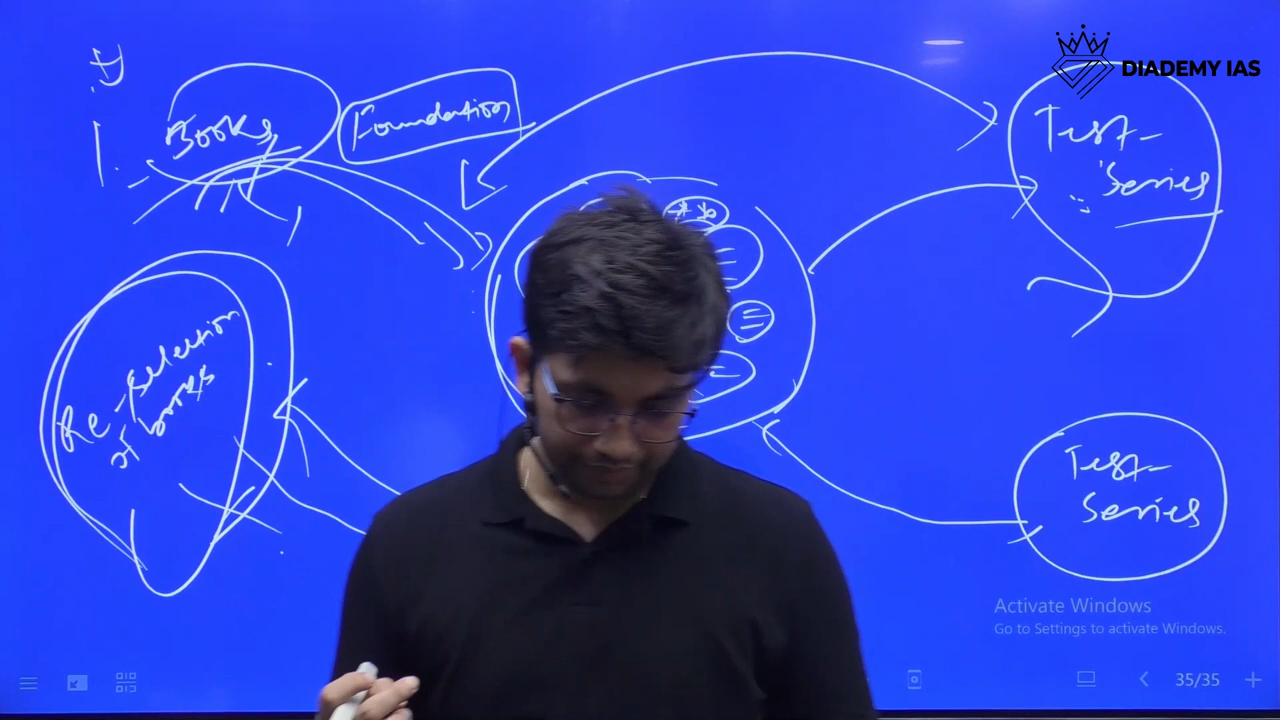 Books
Foundation
DIADEMY IAS
Test-
Series
Re-selection
of books
Test-
Series
Activate Windows
Go to Settings to activate Windows.
35/35